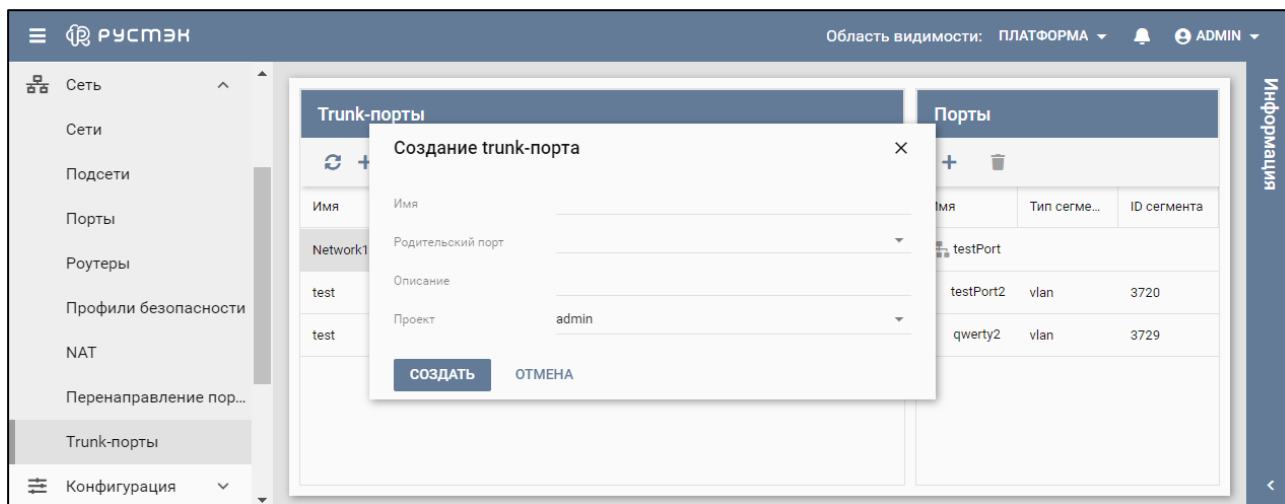 РУСТЭК
Область видимости: ПЛАТФОРМА ADMIN
Сеть
Сети
Подсети
Порты
Роутеры
Профили безопасности
NAT
Перенаправление пор...
Trunk-порты
Конфигурация
Trunk-порты
Имя
Network1
test
test
Создание trunk-порта
Имя
Родительский порт
Описание
Проект admin
СОЗДАТЬ ОТМЕНА
Порты
Имя Тип сегме... ID сегмента
testPort
testPort2 vlan 3720
qwerty2 vlan 3729
Информация